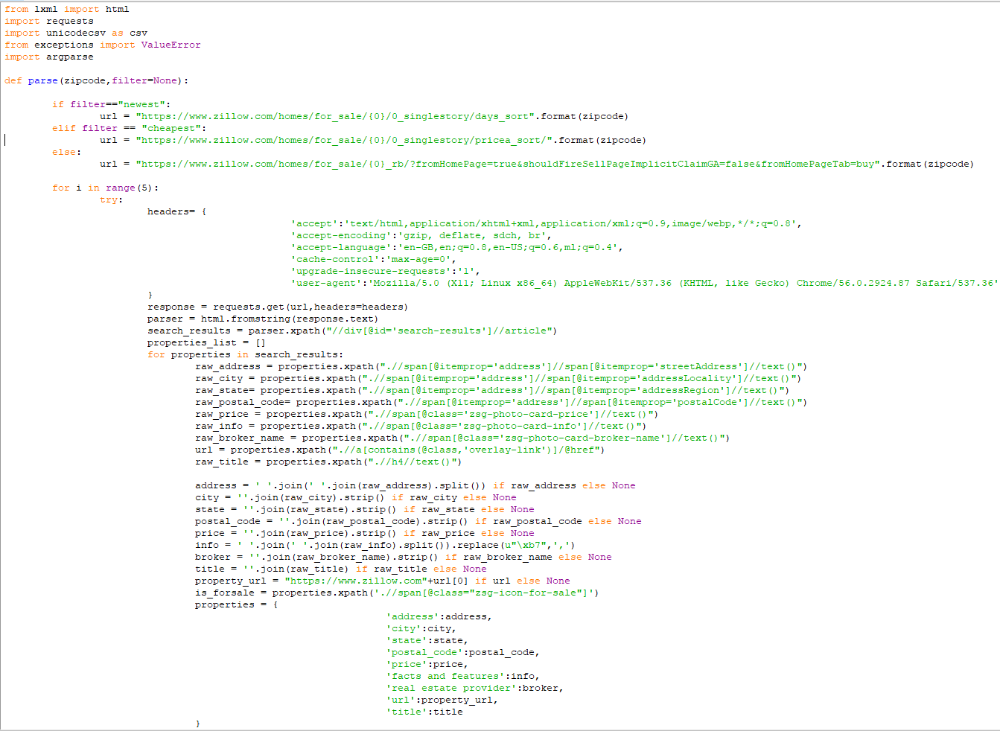 from lxml import html
import requests
import unicodecsv as csv
from exceptions import ValueError
import argparse

def parse(zipcode,filter=None):

        if filter=="newest":
                url = "https://www.zillow.com/homes/for_sale/{0}/0_singlestory/days_sort".format(zipcode)
        elif filter == "cheapest":
                url = "https://www.zillow.com/homes/for_sale/{0}/0_singlestory/pricea_sort/".format(zipcode)
        else:
                url = "https://www.zillow.com/homes/for_sale/{0}_rb/?fromHomePage=true&shouldFireSellPageImplicitClaimGA=false&fromHomePageTab=buy".format(zipcode)

        for i in range(5):
                try:
                        headers= {
                                                'accept':'text/html,application/xhtml+xml,application/xml;q=0.9,image/webp,*/*;q=0.8',
                                                'accept-encoding':'gzip, deflate, sdch, br',
                                                'accept-language':'en-GB,en;q=0.8,en-US;q=0.6,ml;q=0.4',
                                                'cache-control':'max-age=0',
                                                'upgrade-insecure-requests':'1',
                                                'user-agent':'Mozilla/5.0 (X11; Linux x86_64) AppleWebKit/537.36 (KHTML, like Gecko) Chrome/56.0.2924.87 Safari/537.36'
                        }
                        response = requests.get(url,headers=headers)
                        parser = html.fromstring(response.text)
                        search_results = parser.xpath("//div[@id='search-results']//article")
                        properties_list = []
                        for properties in search_results:
                                raw_address = properties.xpath(".//span[@itemprop='address']//span[@itemprop='streetAddress']//text()")
                                raw_city = properties.xpath(".//span[@itemprop='address']//span[@itemprop='addressLocality']//text()")
                                raw_state= properties.xpath(".//span[@itemprop='address']//span[@itemprop='addressRegion']//text()")
                                raw_postal_code= properties.xpath(".//span[@itemprop='address']//span[@itemprop='postalCode']//text()")
                                raw_price = properties.xpath(".//span[@class='zsg-photo-card-price']//text()")
                                raw_info = properties.xpath(".//span[@class='zsg-photo-card-info']//text()")
                                raw_broker_name = properties.xpath(".//span[@class='zsg-photo-card-broker-name']//text()")
                                url = properties.xpath(".//a[contains(@class,'overlay-link')]/@href")
                                raw_title = properties.xpath(".//h4//text()")

                                address = ' '.join(' '.join(raw_address).split()) if raw_address else None
                                city = ''.join(raw_city).strip() if raw_city else None
                                state = ''.join(raw_state).strip() if raw_state else None
                                postal_code = ''.join(raw_postal_code).strip() if raw_postal_code else None
                                price = ''.join(raw_price).strip() if raw_price else None
                                info = ' '.join(' '.join(raw_info).split()).replace(u"\xb7",',')
                                broker = ''.join(raw_broker_name).strip() if raw_broker_name else None
                                title = ''.join(raw_title) if raw_title else None
                                property_url = "https://www.zillow.com"+url[0] if url else None
                                is_forsale = properties.xpath('.//span[@class="zsg-icon-for-sale"]')
                                properties = {
                                                                'address':address,
                                                                'city':city,
                                                                'state':state,
                                                                'postal_code':postal_code,
                                                                'price':price,
                                                                'facts and features':info,
                                                                'real estate provider':broker,
                                                                'url':property_url,
                                                                'title':title
                                }